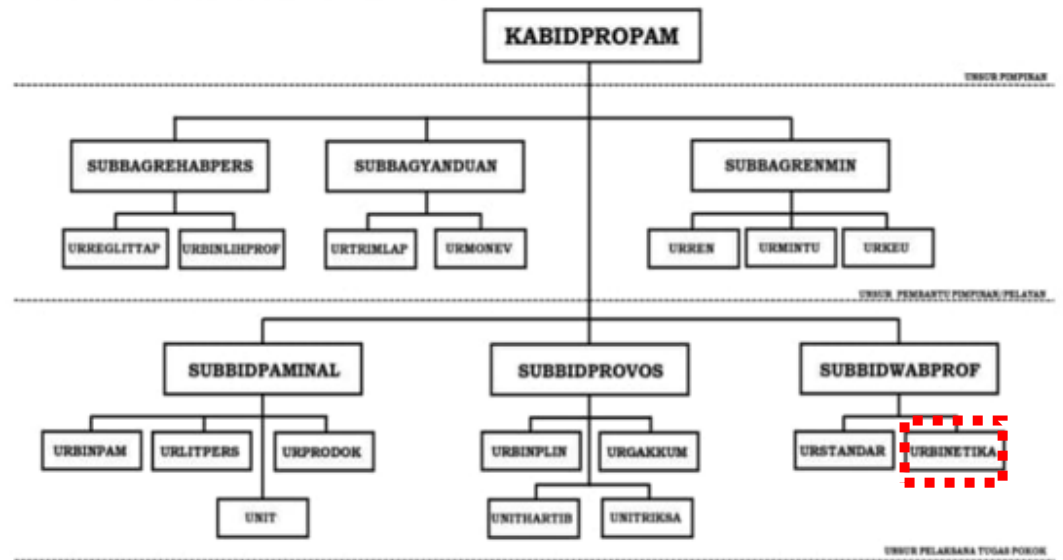 KABIDPROPAM
UNSUR PIMPINAN
SUBBAGREHABPERS
SUBBAGYANDUAN
SUBBAGRENMIN
URREGLITTAP
URBINLIHPROF
URTRIMLAP
URMONEV
URREN
URMINTU
URKEU
UNSUR PEMBANTU PIMPINAN/PELAYAN
SUBBIDPAMINAL
SUBBIDPROVOS
SUBBIDWABPROF
URBINPAM
URLITPERS
URPRODOK
URBINPLIN
URGAKKUM
URSTANDAR
URBINETIKA
UNIT
UNITHARTIB
UNITRIKSA
UNSUR PELAKSANA TUGAS POKOK